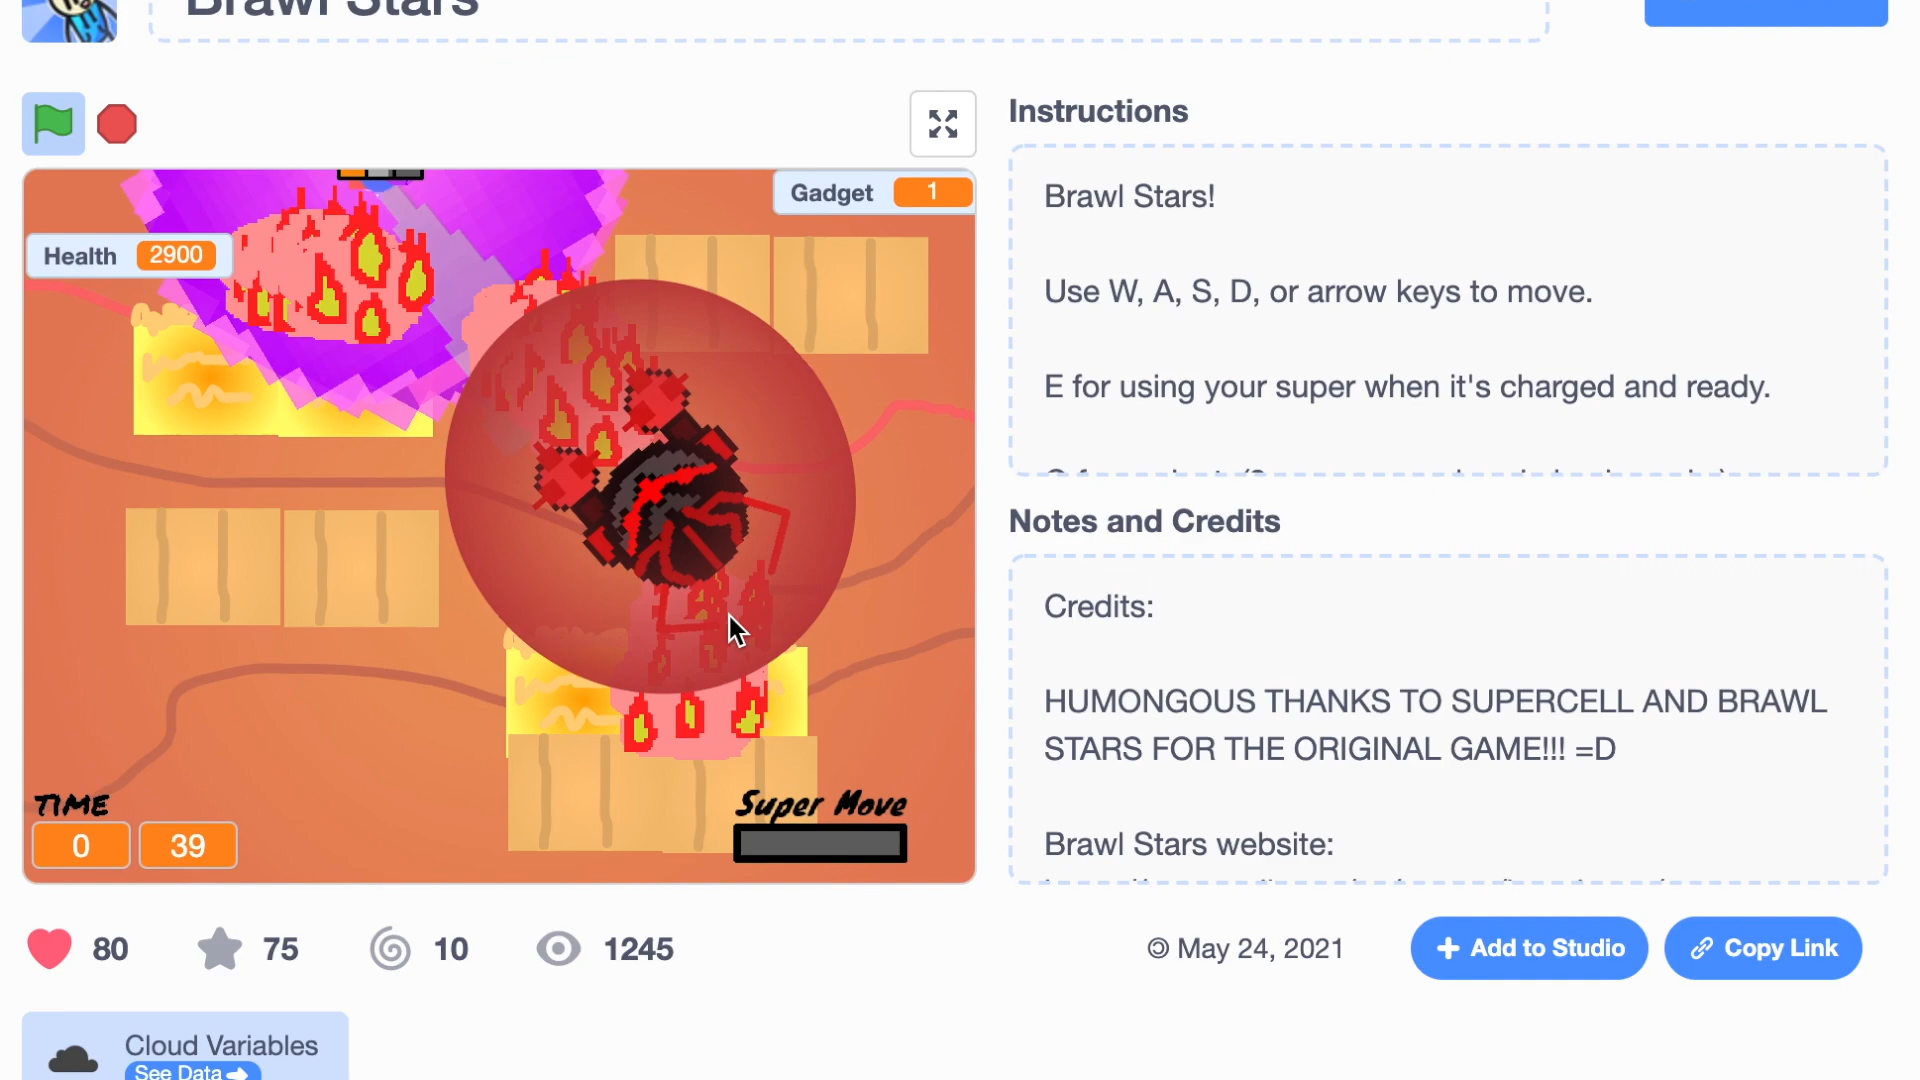 Brawl Stars
Instructions
Gadget 1
Brawl Stars!
Health 2900
Use W, A, S, D, or arrow keys to move.
E for using your super when it's charged and ready.
Notes and Credits
Credits:
HUMONGOUS THANKS TO SUPERCELL AND BRAWL
STARS FOR THE ORIGINAL GAME!!! =D
TIME
0 39
Super Move
Brawl Stars website:
80 75 10 1245
© May 24, 2021
Add to Studio
Copy Link
Cloud Variables
See Data